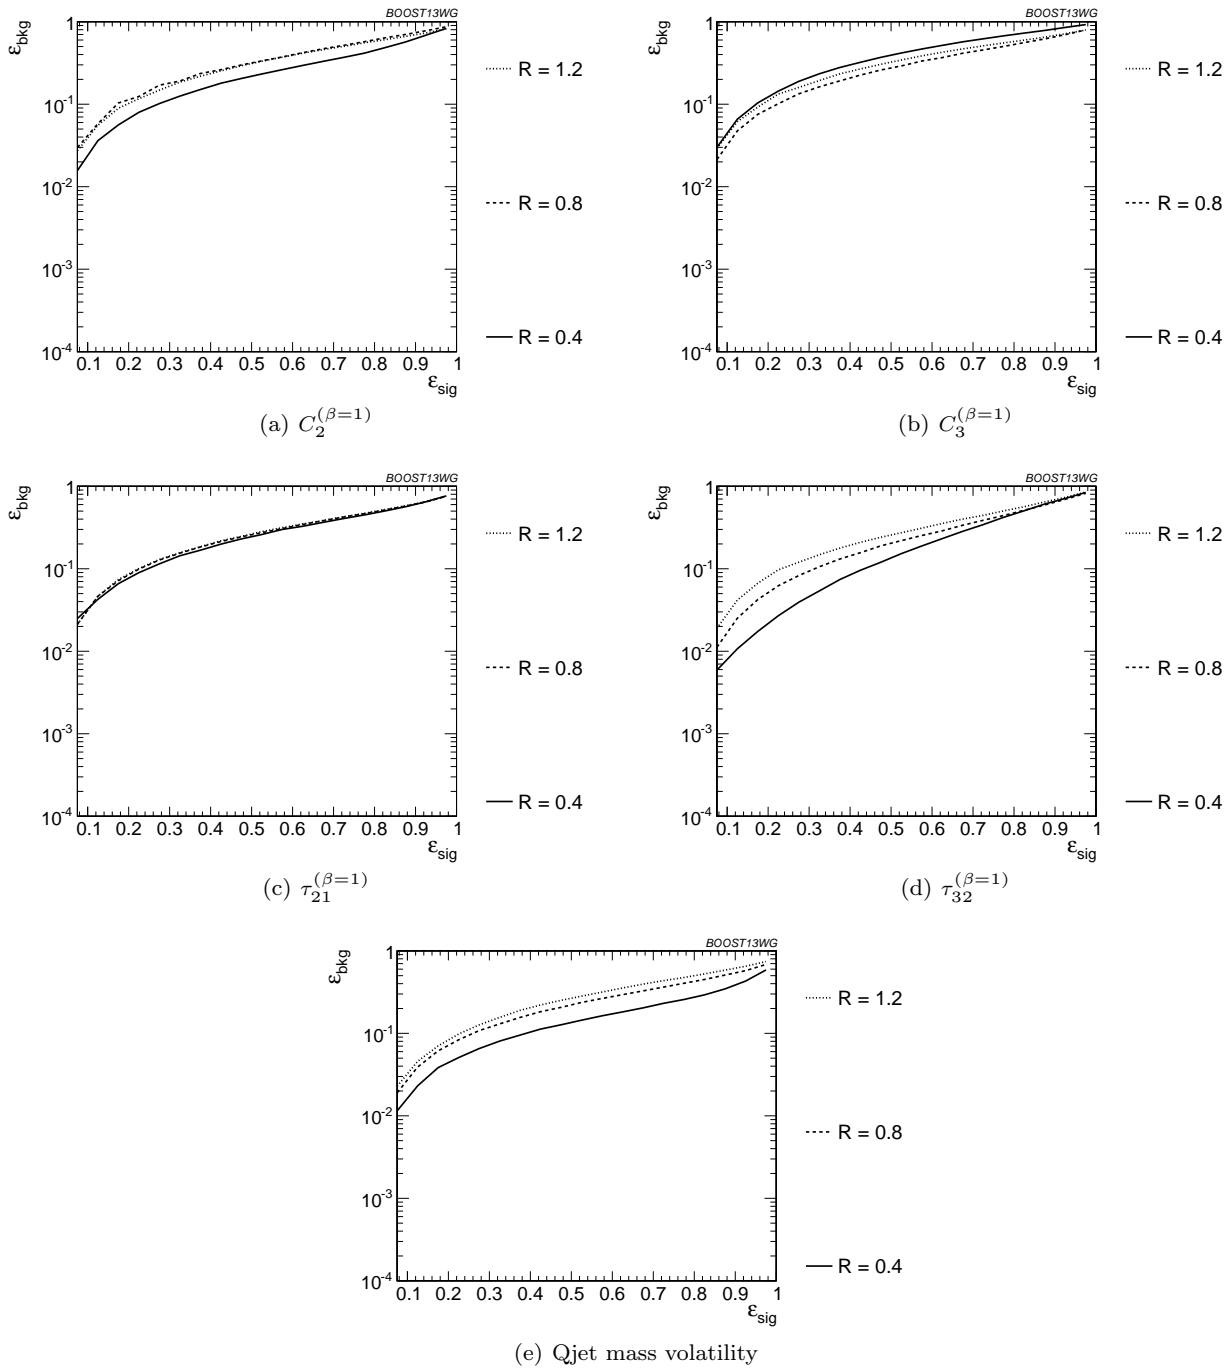 BOOST13WG
ε_bkg
1
10^-1
10^-2
10^-3
10^-4
0.1 0.2 0.3 0.4 0.5 0.6 0.7 0.8 0.9 1
ε_sig
R = 1.2
R = 0.8
R = 0.4
(a) C_2^(β=1)
BOOST13WG
ε_bkg
1
10^-1
10^-2
10^-3
10^-4
0.1 0.2 0.3 0.4 0.5 0.6 0.7 0.8 0.9 1
ε_sig
R = 1.2
R = 0.8
R = 0.4
(b) C_3^(β=1)
BOOST13WG
ε_bkg
1
10^-1
10^-2
10^-3
10^-4
0.1 0.2 0.3 0.4 0.5 0.6 0.7 0.8 0.9 1
ε_sig
R = 1.2
R = 0.8
R = 0.4
(c) τ_21^(β=1)
BOOST13WG
ε_bkg
1
10^-1
10^-2
10^-3
10^-4
0.1 0.2 0.3 0.4 0.5 0.6 0.7 0.8 0.9 1
ε_sig
R = 1.2
R = 0.8
R = 0.4
(d) τ_32^(β=1)
BOOST13WG
ε_bkg
1
10^-1
10^-2
10^-3
10^-4
0.1 0.2 0.3 0.4 0.5 0.6 0.7 0.8 0.9 1
ε_sig
R = 1.2
R = 0.8
R = 0.4
(e) Qjet mass volatility